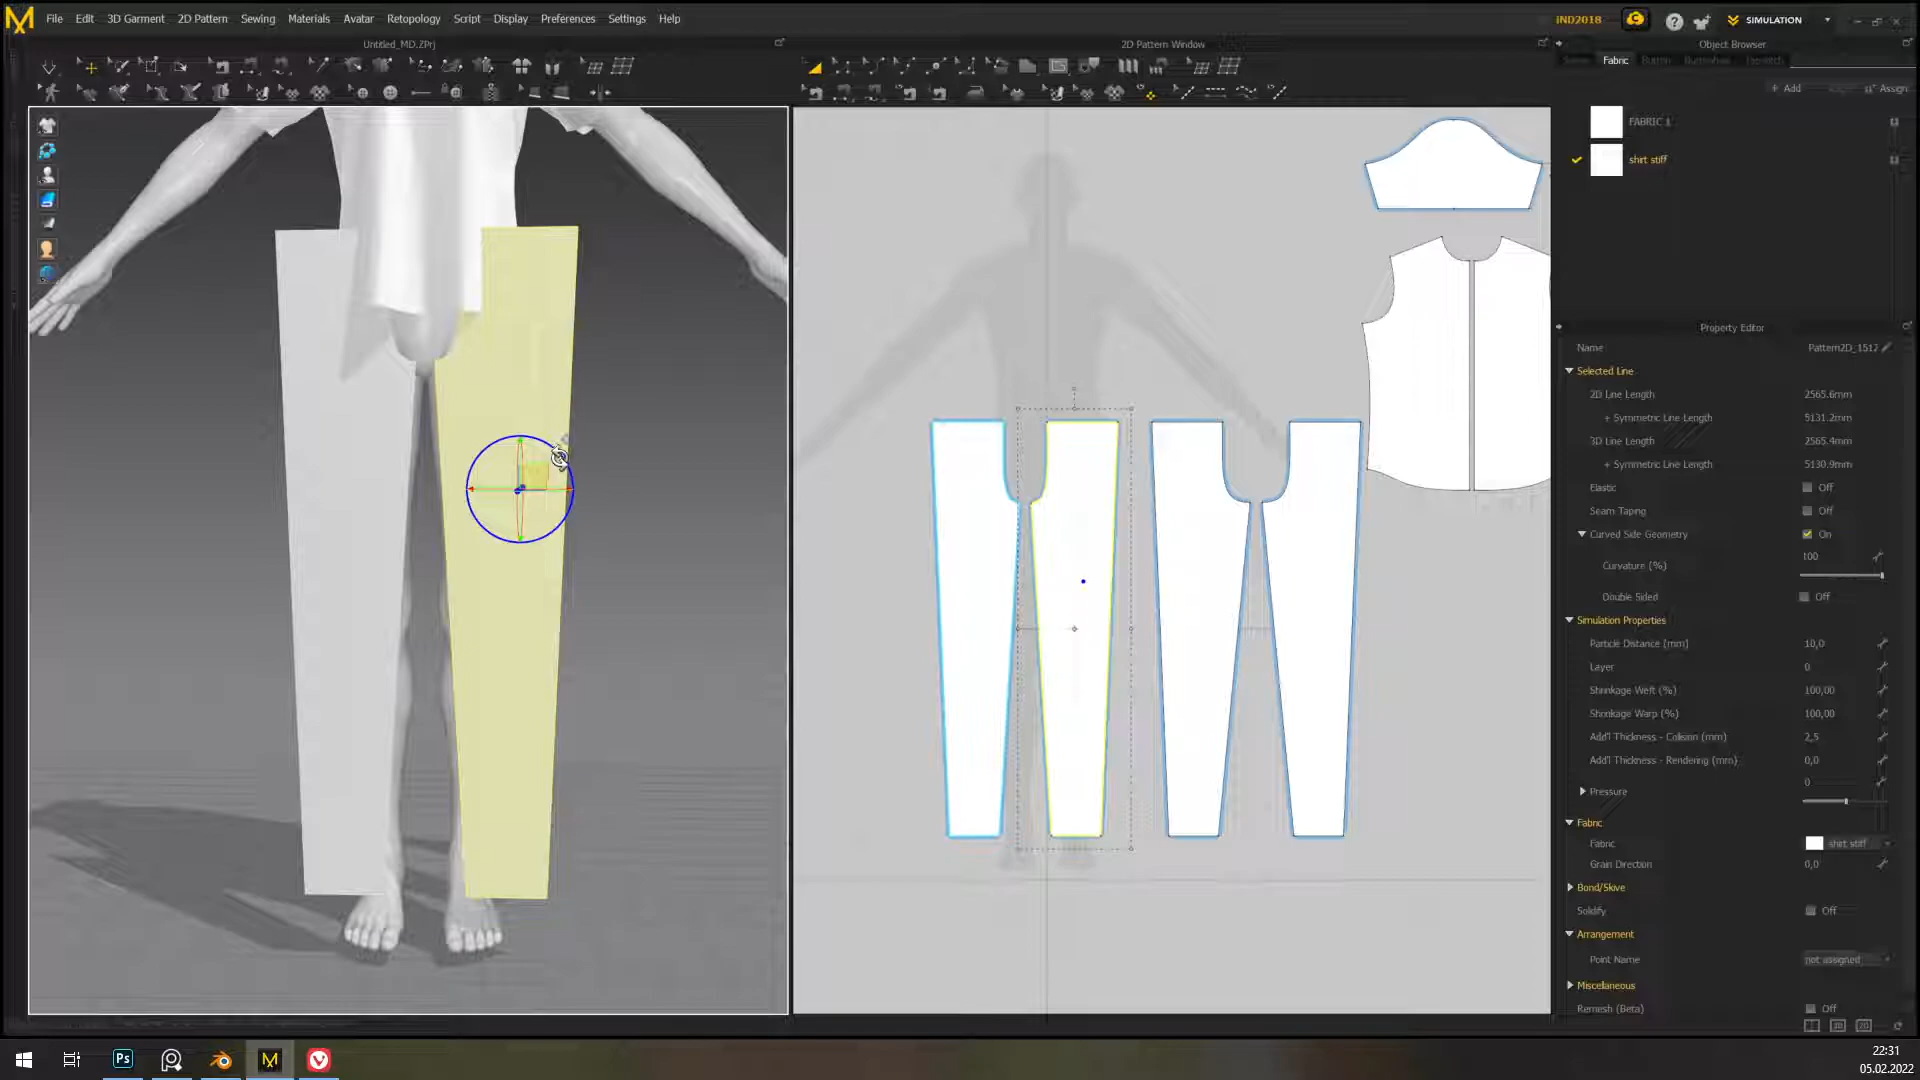 File Edit 3D Garment 2D Pattern Sewing Materials Avatar Retopology Script Display Preferences Settings Help
iND2018
SIMULATION
Untitled_MD.ZPrj
2D Pattern Window
Object Browser
Fabric Button
+ Add
Assign
FABRIC 1
shirt stiff
Property Editor
Name Pattern2D_1512
Selected Line
2D Line Length 2565.6mm
+ Symmetric Line Length 5131.2mm
3D Line Length 2565.4mm
+ Symmetric Line Length 5130.9mm
Elastic Off
Seam Taping Off
Curved Side Geometry On
100
Curvature (%)
Double Sided Off
Simulation Properties
Particle Distance (mm) 10,0
Layer 0
Shrinkage Weft (%) 100,00
Shrinkage Warp (%) 100,00
Add'l Thickness - Collision (mm) 2,5
Add'l Thickness - Rendering (mm) 0,0
0
Pressure
Fabric
Fabric shirt stiff
Grain Direction 0,0
Bond/Skive
Solidify Off
Arrangement
Point Name not assigned
Miscellaneous
Remesh (Beta) Off
Ps
22:31
05.02.2022